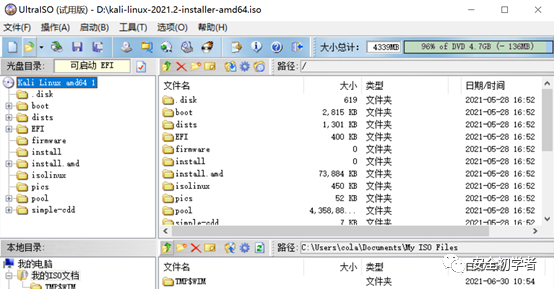 UltraISO (试用版) - D:\kali-linux-2021.2-installer-amd64.iso
文件(F) 操作(A) 启动(B) 工具(T) 选项(O) 帮助(H)
大小总计: 4339MB 96% of DVD 4.7GB (- 136MB)
光盘目录: 可启动 EFI 路径: /
Kali Linux amd64 1
.disk
boot
dists
EFI
firmware
install
install.amd
isolinux
pics
pool
simple-cdd
文件名 大小 类型 日期/时间
.disk 619 文件夹 2021-05-28 16:52
boot 2,815 KB 文件夹 2021-05-28 16:52
dists 1,301 KB 文件夹 2021-05-28 16:52
EFI 400 KB 文件夹 2021-05-28 16:52
firmware 0 文件夹 2021-05-28 16:52
install 0 文件夹 2021-05-28 16:52
install.amd 73,884 KB 文件夹 2021-05-28 16:52
isolinux 450 KB 文件夹 2021-05-28 16:52
pics 52 KB 文件夹 2021-05-28 16:52
pool 4,358,88... 文件夹 2021-05-28 16:52
simple-cdd 7 KB 文件夹 2021-05-28 16:52
本地目录: 路径: C:\Users\cola\Documents\My ISO Files
我的电脑
我的ISO文档
TMP$WIM
文件名 大小 类型 日期/时间
TMP$WIM 2021-06-30 10:54
安全初学者